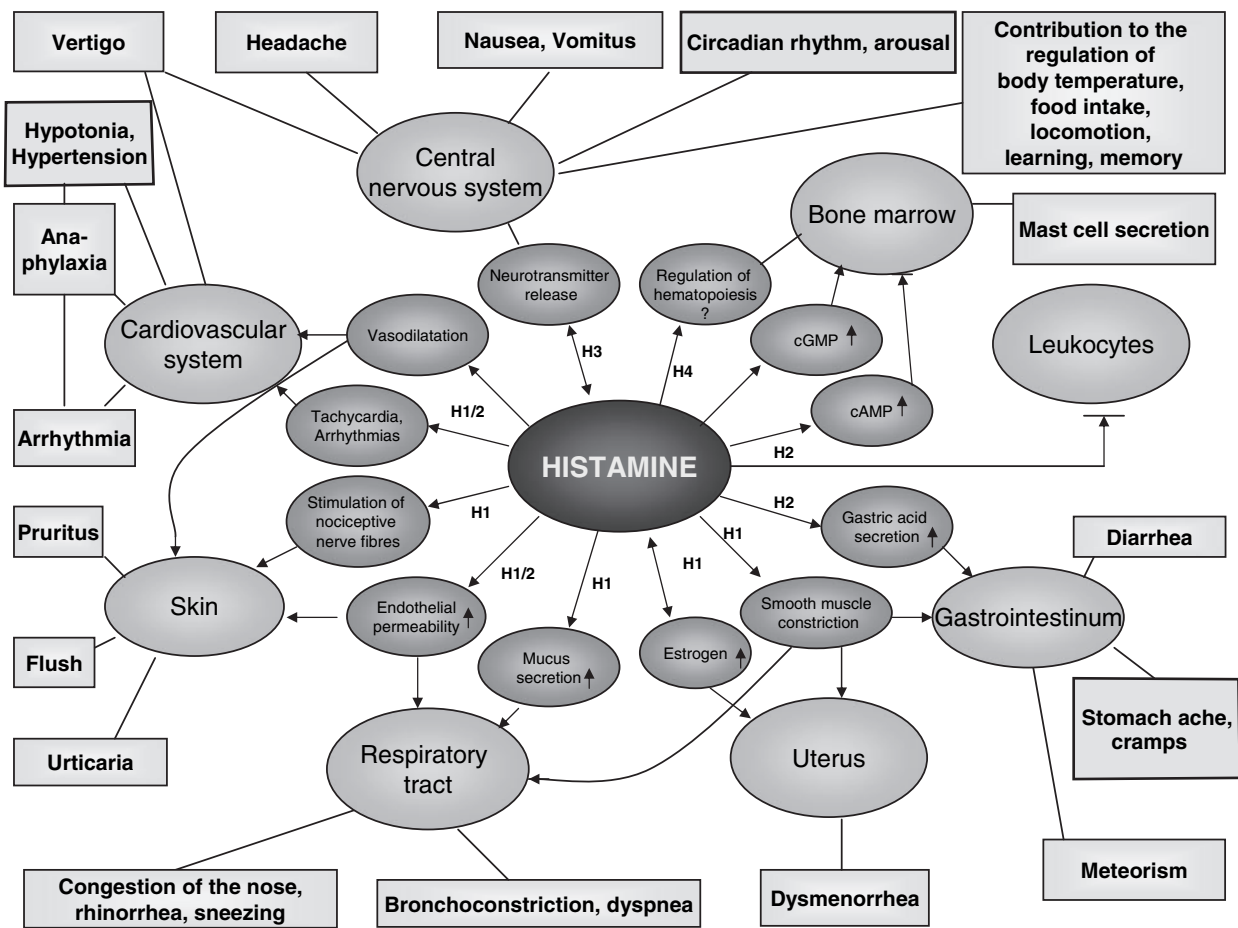 Vertigo
Headache
Nausea, Vomitus
Circadian rhythm, arousal
Contribution to the
regulation of
body temperature,
food intake,
locomotion,
learning, memory
Hypotonia,
Hypertension
Central
nervous system
Bone marrow
Mast cell secretion
Ana-
phylaxia
Neurotransmitter
release
Regulation of
hematopoiesis
?
Cardiovascular
system
Vasodilatation
cGMP
Leukocytes
H3
H4
cAMP
Arrhythmia
Tachycardia,
Arrhythmias
H1/2
HISTAMINE
H2
Stimulation of
nociceptive
nerve fibres
H1
H2
Gastric acid
secretion
Pruritus
Diarrhea
H1/2
H1
H1
H1
Skin
Endothelial
permeability
Smooth muscle
constriction
Gastrointestinum
Flush
Mucus
secretion
Estrogen
Stomach ache,
cramps
Urticaria
Respiratory
tract
Uterus
Meteorism
Congestion of the nose,
rhinorrhea, sneezing
Bronchoconstriction, dyspnea
Dysmenorrhea